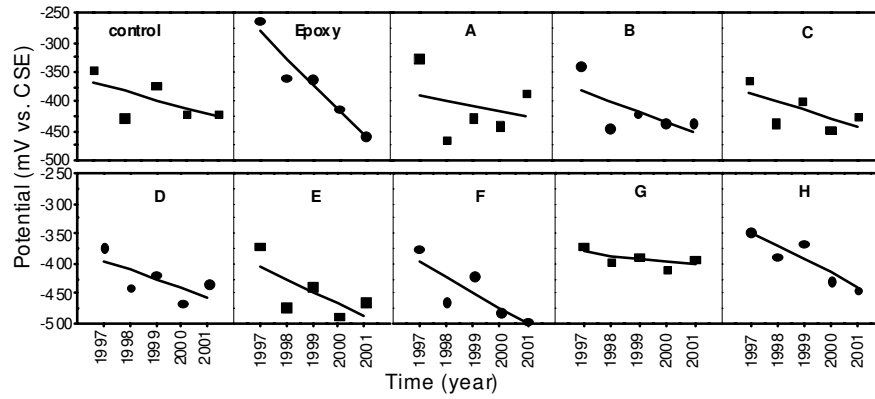 Potential (mV vs. CSE)
-250
-300
-350
-400
-450
-500
control
Epoxy
A
B
C
-250
-300
-350
-400
-450
-500
D
E
F
G
H
1997 1998 1999 2000 2001
1997 1998 1999 2000 2001
1997 1998 1999 2000 2001
1997 1998 1999 2000 2001
1997 1998 1999 2000 2001
Time (year)